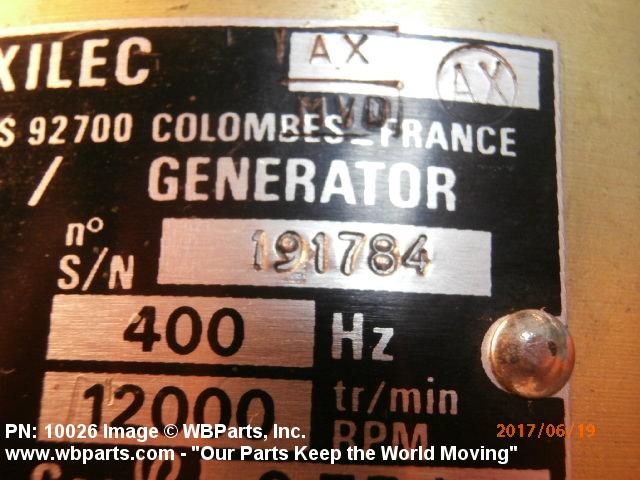 XILEC AX AX
MVD
S 92700 COLOMBES - FRANCE
/ GENERATOR
n°
S/N 191784
400 Hz
12000 tr/min
RPM
PN: 10026 Image © WBParts, Inc. 2017/06/19
www.wbparts.com - "Our Parts Keep the World Moving"